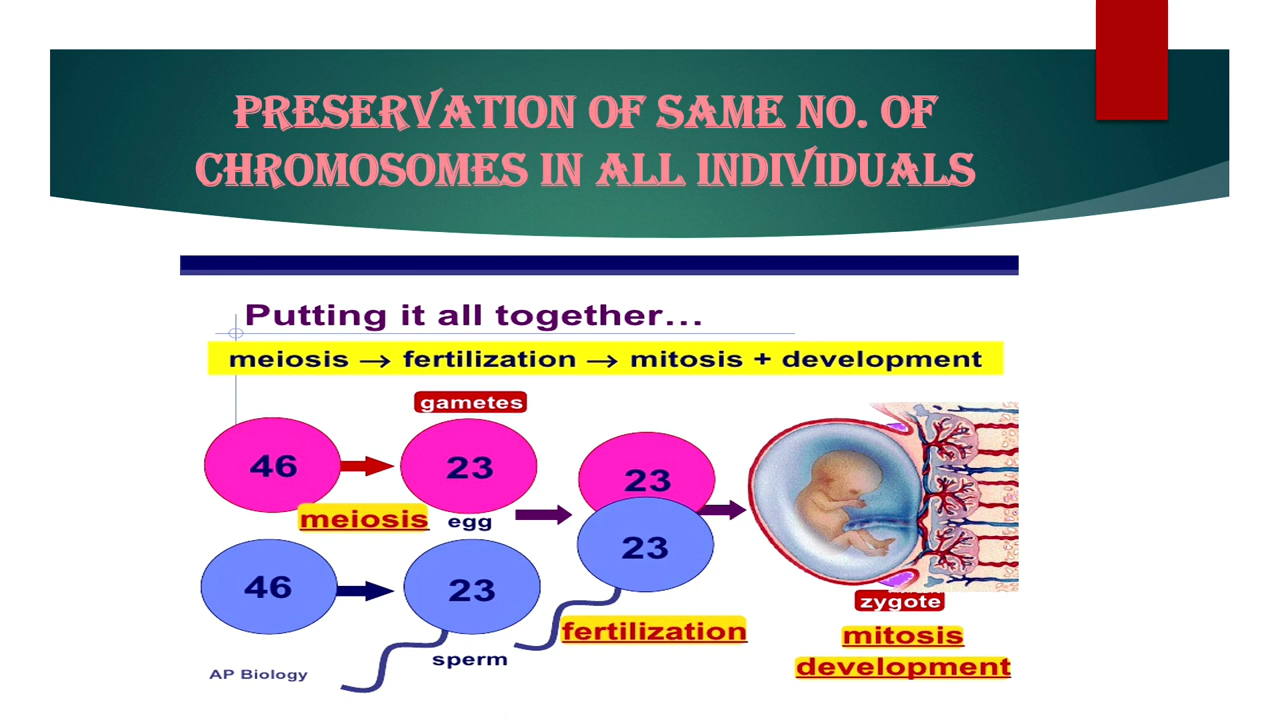 PRESERVATION OF SAME NO. OF
CHROMOSOMES IN ALL INDIVIDUALS
Putting it all together…
meiosis → fertilization → mitosis + development
gametes
46
23
23
meiosis
egg
23
46
23
zygote
fertilization
mitosis
development
sperm
AP Biology